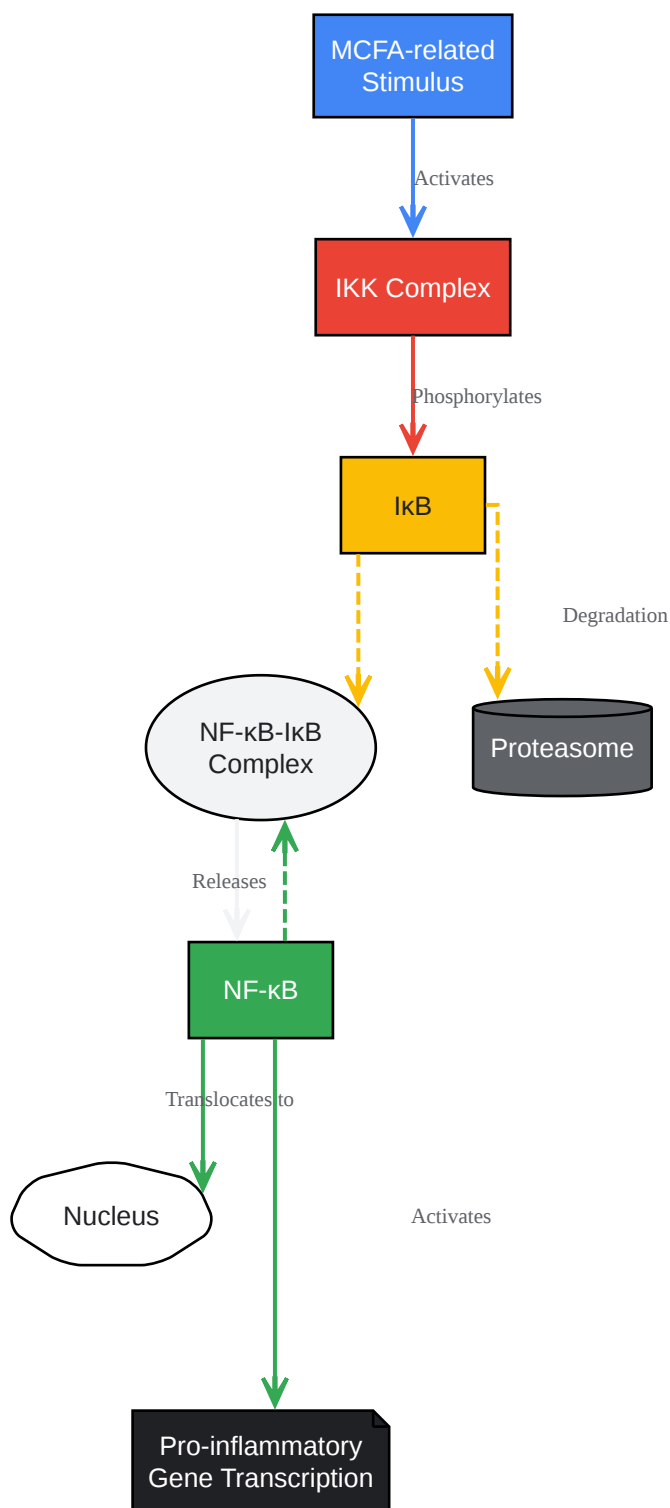 MCFA-related
Stimulus
Activates
IKK Complex
Phosphorylates
IκB
Degradation
NF-κB-IκB
Complex
Proteasome
Releases
NF-κB
Translocates to
Nucleus
Activates
Pro-inflammatory
Gene Transcription